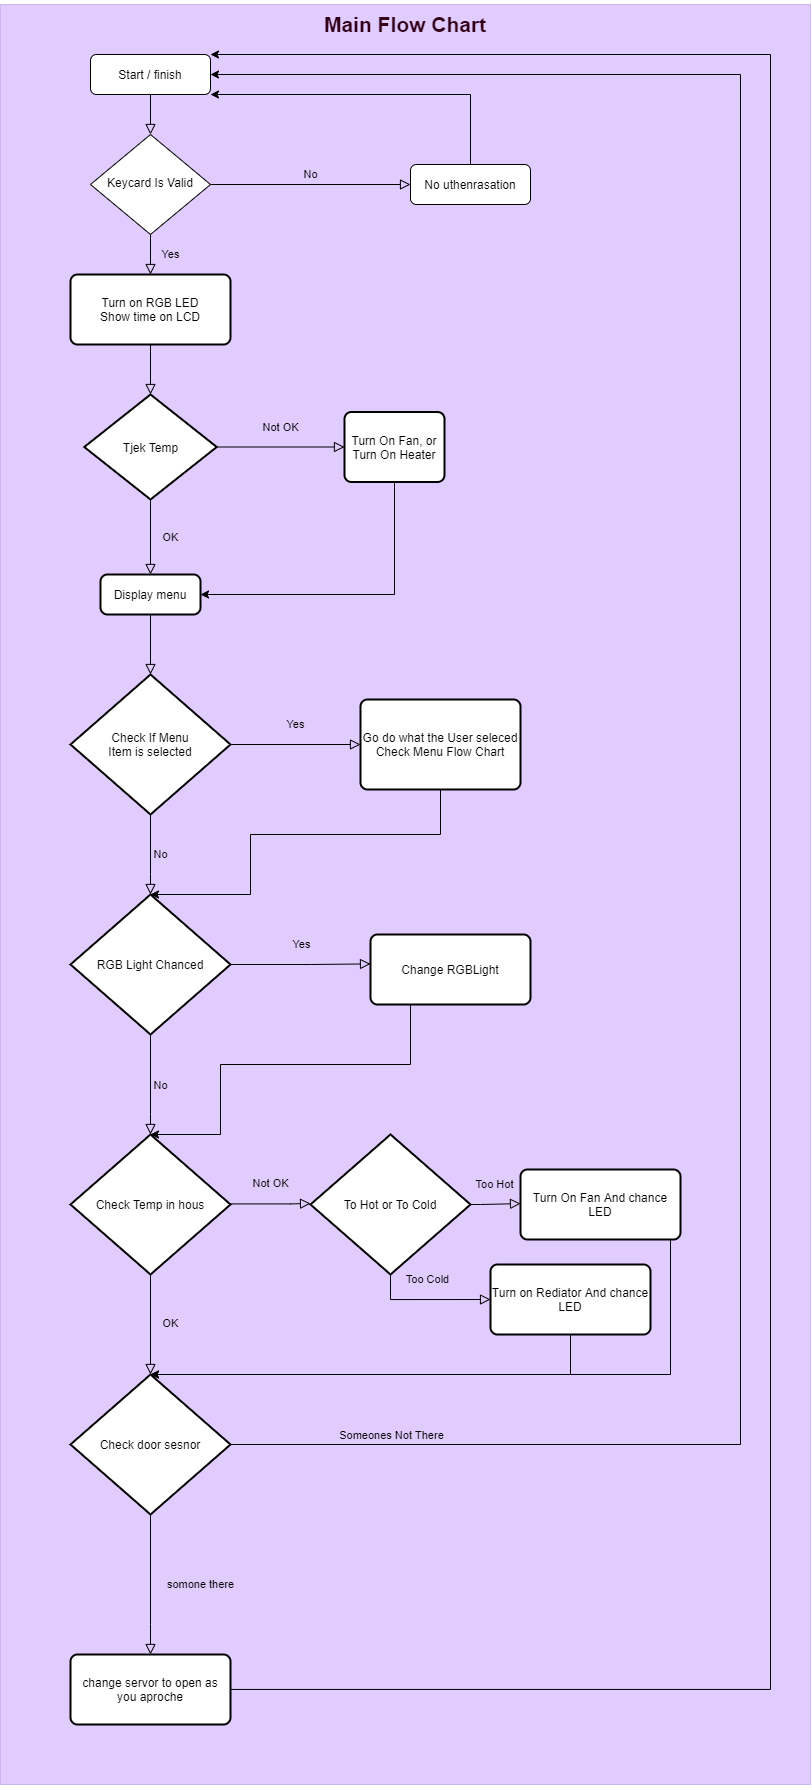 Main Flow Chart
Start / finish
Keycard Is Valid
No
No uthenrasation
Yes
Turn on RGB LED
Show time on LCD
Tjek Temp
Not OK
Turn On Fan, or
Turn On Heater
OK
Display menu
Check If Menu
Item is selected
Yes
Go do what the User seleced
Check Menu Flow Chart
No
RGB Light Chanced
Yes
Change RGBLight
No
Check Temp in hous
Not OK
To Hot or To Cold
Too Hot
Turn On Fan And chance
LED
Too Cold
Turn on Rediator And chance
LED
OK
Check door sesnor
Someones Not There
somone there
change servor to open as
you aproche